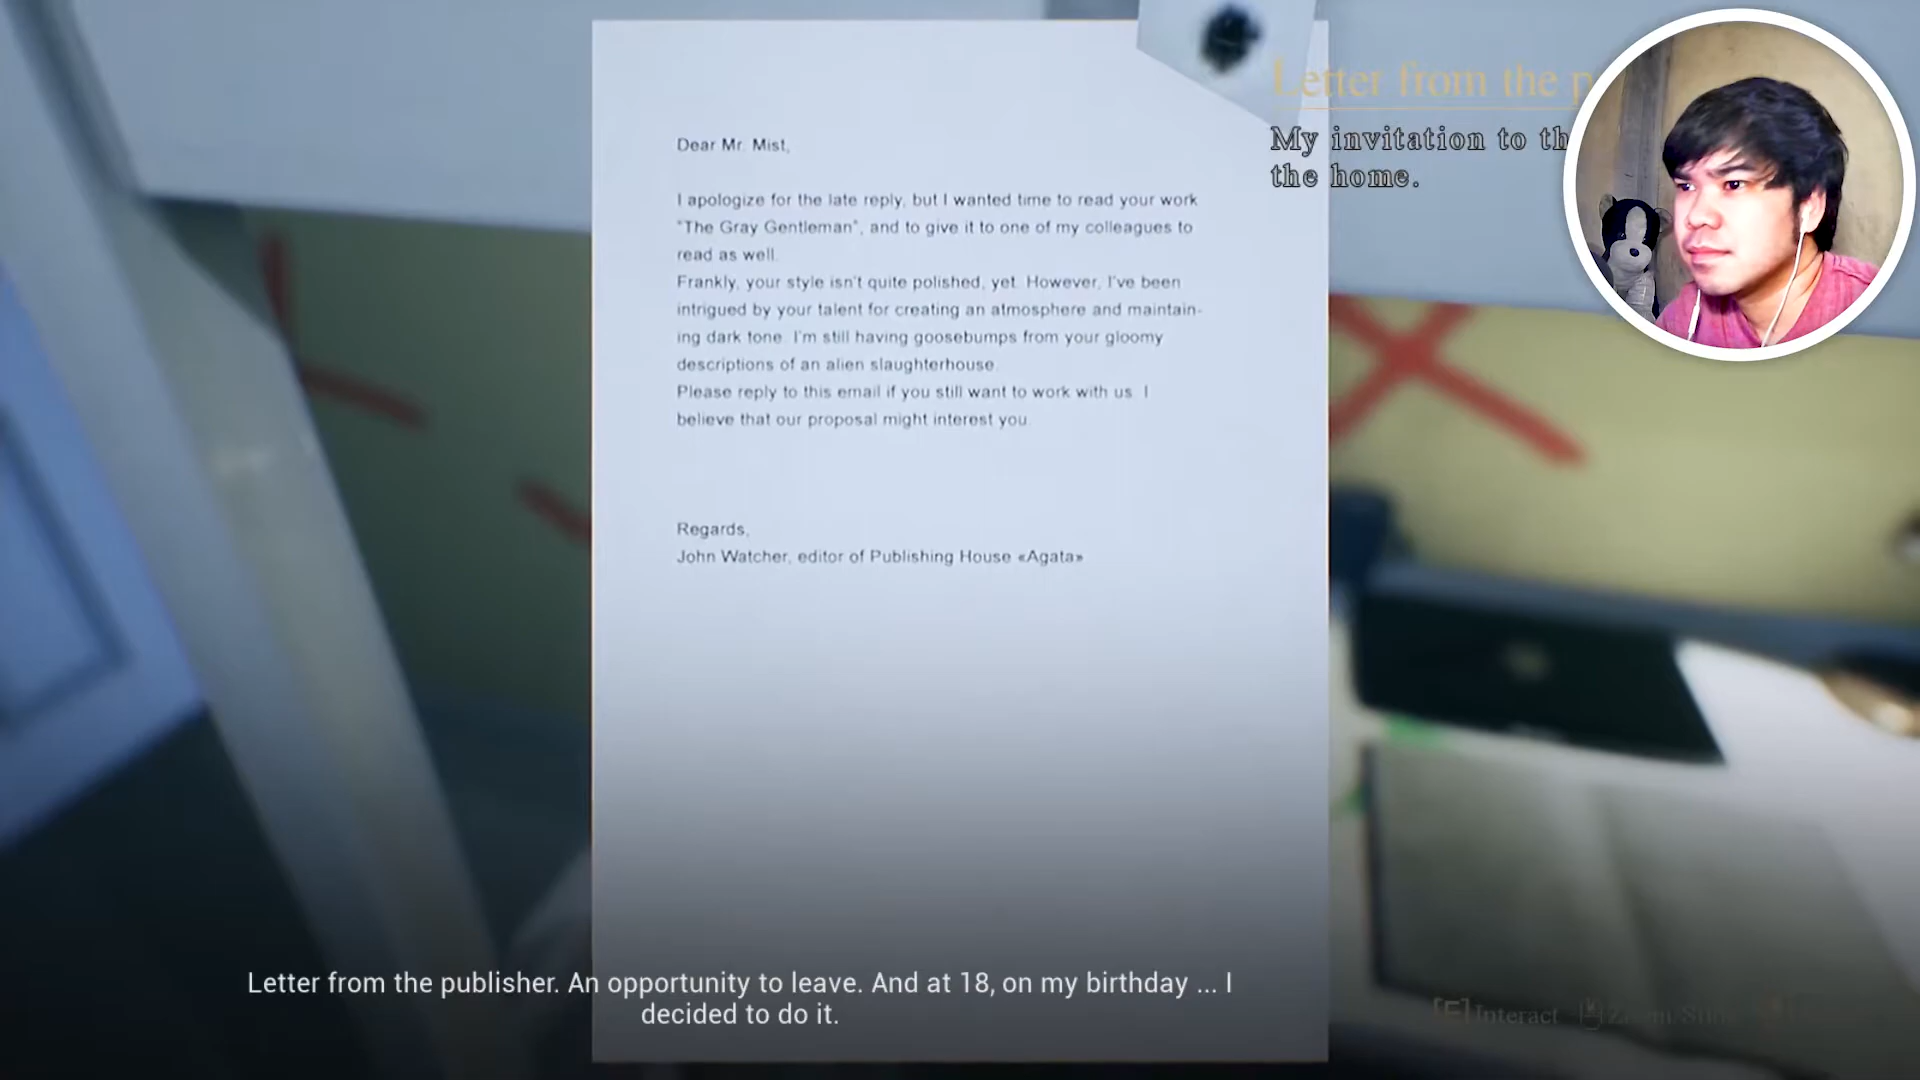 Dear Mr. Mist,
I apologize for the late reply, but I wanted time to read your work
"The Gray Gentleman", and to give it to one of my colleagues to
read as well.
Frankly, your style isn't quite polished, yet. However, I've been
intrigued by your talent for creating an atmosphere and maintain-
ing dark tone. I'm still having goosebumps from your gloomy
descriptions of an alien slaughterhouse.
Please reply to this email if you still want to work with us. I
believe that our proposal might interest you.
Regards,
John Watcher, editor of Publishing House «Agata»
Letter from the
My invitation to
the home.
Letter from the publisher. An opportunity to leave. And at 18, on my birthday ... I
decided to do it.
[E]Interact